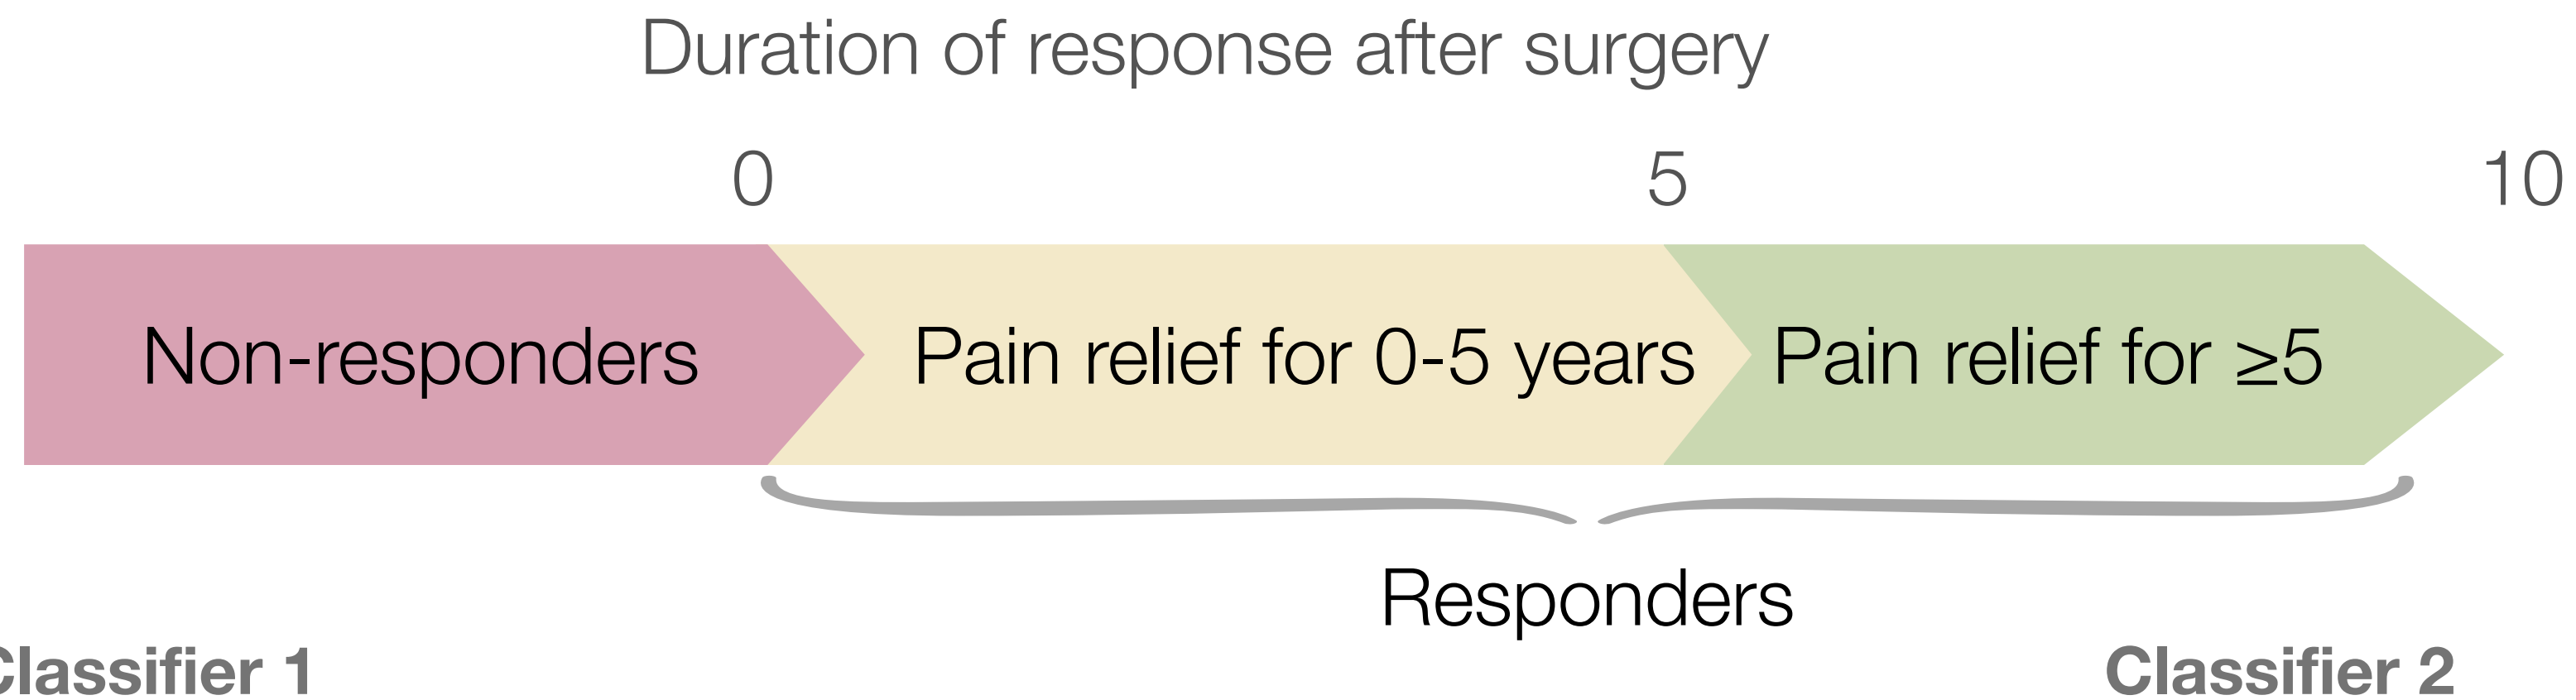 Duration of response after surgery
0 5 10
Non-responders Pain relief for 0-5 years Pain relief for ≥5
Responders
Classifier 1 Classifier 2